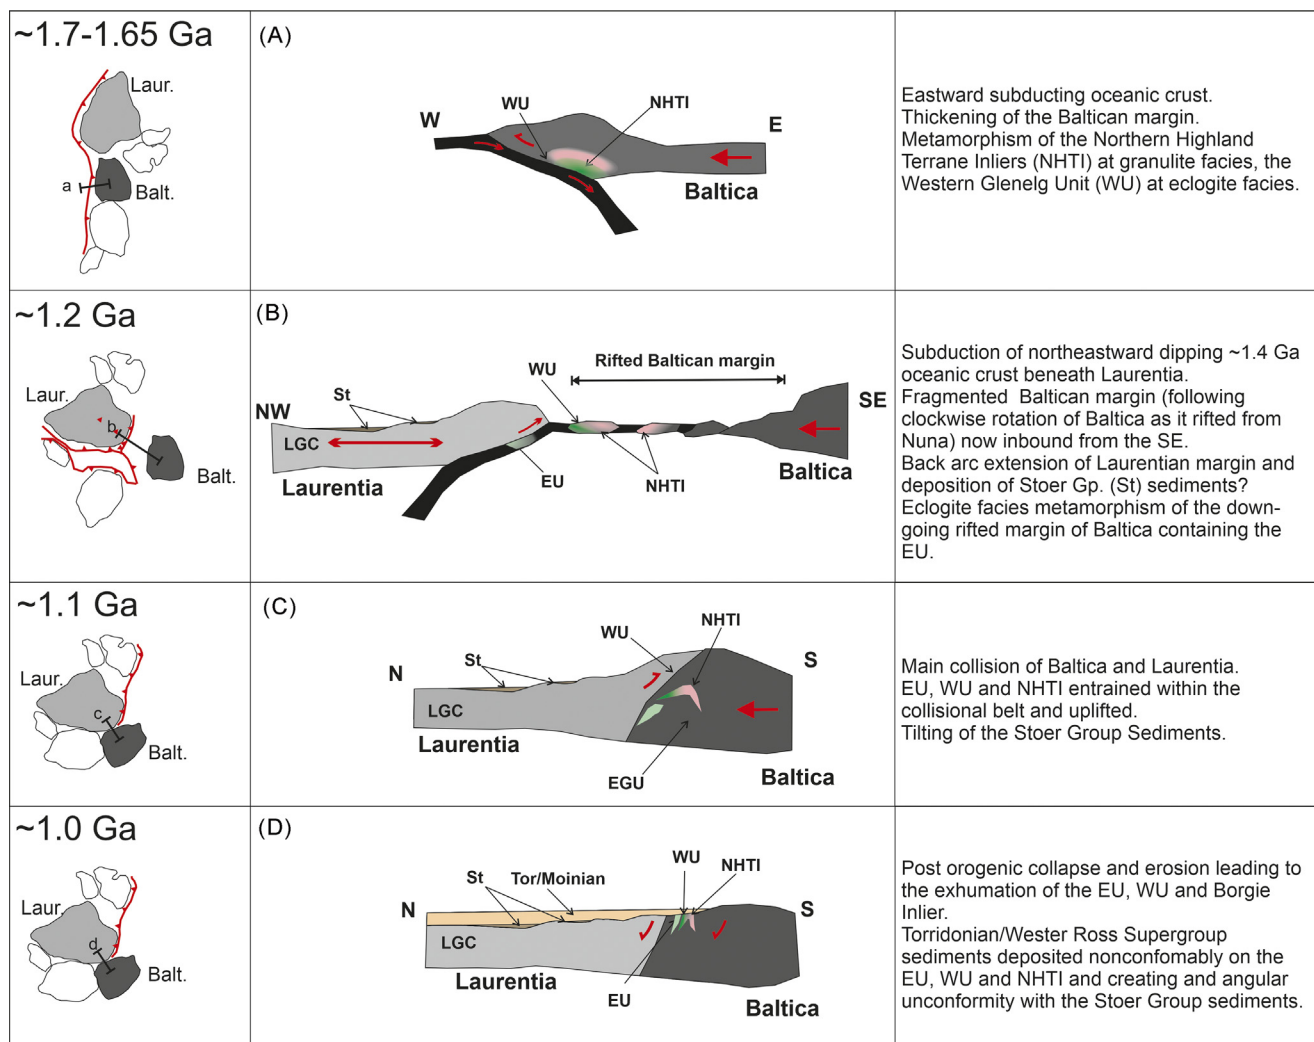 ~1.7-1.65 Ga
Laur.
a
Balt.
(A)
WU
NHTI
W
E
Baltica
Eastward subducting oceanic crust.
Thickening of the Baltican margin.
Metamorphism of the Northern Highland
Terrane Inliers (NHTI) at granulite facies, the
Western Glenelg Unit (WU) at eclogite facies.
~1.2 Ga
Laur.
b
Balt.
(B)
Rifted Baltican margin
WU
St
NW
SE
LGC
EU
NHTI
Laurentia
Baltica
Subduction of northeastward dipping ~1.4 Ga
oceanic crust beneath Laurentia.
Fragmented Baltican margin (following
clockwise rotation of Baltica as it rifted from
Nuna) now inbound from the SE.
Back arc extension of Laurentian margin and
deposition of Stoer Gp. (St) sediments?
Eclogite facies metamorphism of the down-
going rifted margin of Baltica containing the
EU.
~1.1 Ga
Laur.
c
Balt.
(C)
NHTI
WU
St
N
S
LGC
Laurentia
EGU
Baltica
Main collision of Baltica and Laurentia.
EU, WU and NHTI entrained within the
collisional belt and uplifted.
Tilting of the Stoer Group Sediments.
~1.0 Ga
Laur.
d
Balt.
(D)
WU
NHTI
St
Tor/Moinian
N
S
LGC
Laurentia
EU
Baltica
Post orogenic collapse and erosion leading to
the exhumation of the EU, WU and Borgie
Inlier.
Torridonian/Wester Ross Supergroup
sediments deposited nonconfomably on the
EU, WU and NHTI and creating and angular
unconformity with the Stoer Group sediments.